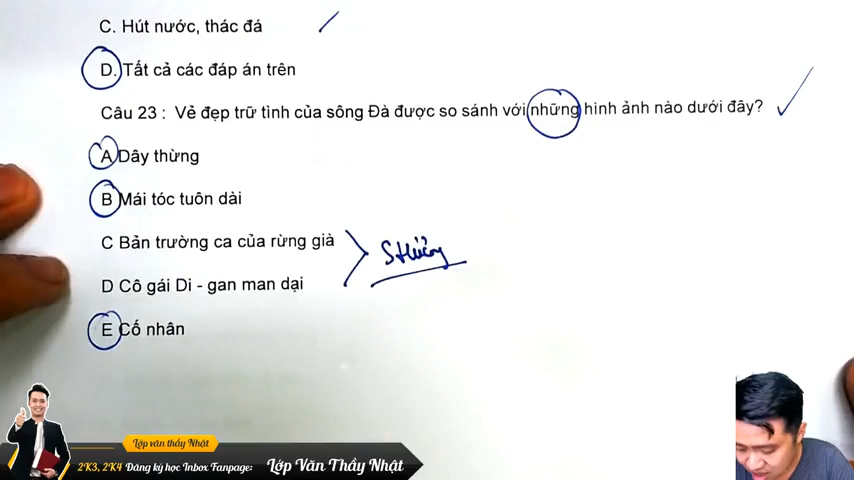 C. Hút nước, thác đá
D. Tất cả các đáp án trên
Câu 23 : Vẻ đẹp trữ tình của sông Đà được so sánh với những hình ảnh nào dưới đây?
A Dây thừng
B Mái tóc tuôn dài
C Bản trường ca của rừng già
S Hương
D Cô gái Di - gan man dại
E Cố nhân
Lớp văn thầy Nhật
2K3, 2K4 Đăng ký học Inbox Fanpage: Lớp Văn Thầy Nhật